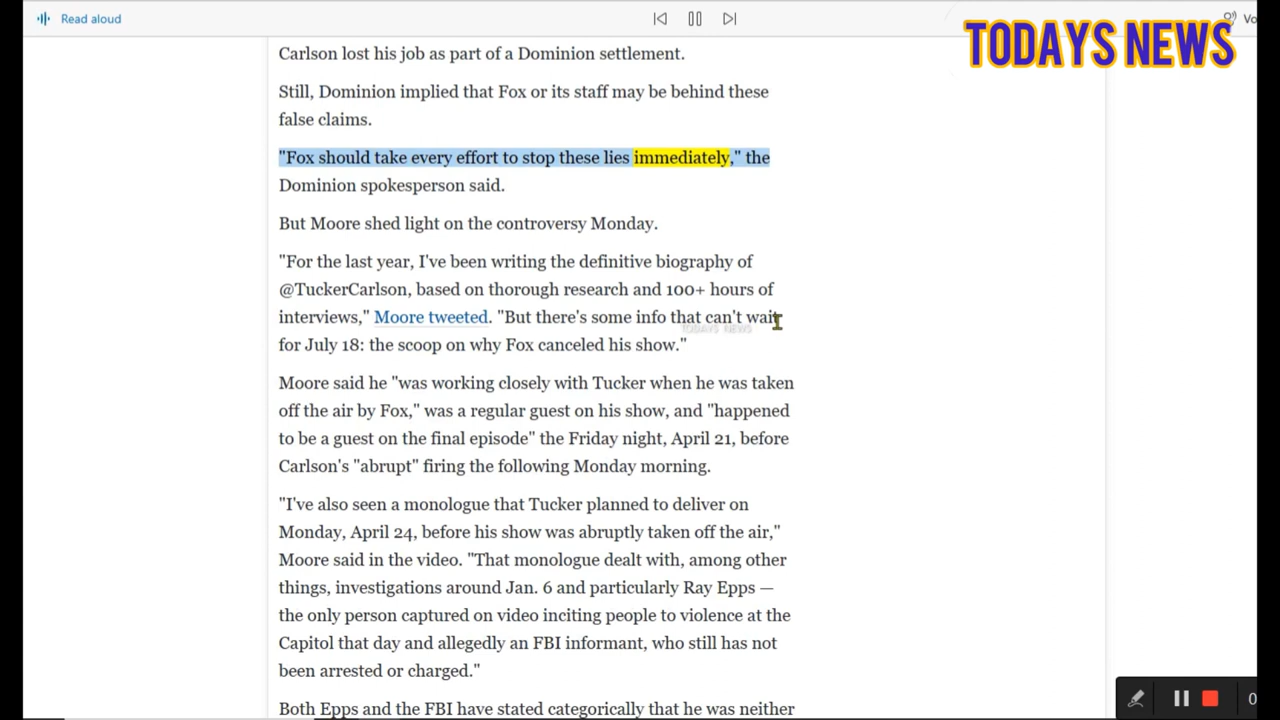 Read aloud
Vo
TODAYS NEWS
Carlson lost his job as part of a Dominion settlement.
Still, Dominion implied that Fox or its staff may be behind these
false claims.
"Fox should take every effort to stop these lies immediately," the
Dominion spokesperson said.
But Moore shed light on the controversy Monday.
"For the last year, I've been writing the definitive biography of
@TuckerCarlson, based on thorough research and 100+ hours of
interviews," Moore tweeted. "But there's some info that can't wait
TODAYS NEWS
for July 18: the scoop on why Fox canceled his show."
Moore said he "was working closely with Tucker when he was taken
off the air by Fox," was a regular guest on his show, and "happened
to be a guest on the final episode" the Friday night, April 21, before
Carlson's "abrupt" firing the following Monday morning.
"I've also seen a monologue that Tucker planned to deliver on
Monday, April 24, before his show was abruptly taken off the air,"
Moore said in the video. "That monologue dealt with, among other
things, investigations around Jan. 6 and particularly Ray Epps —
the only person captured on video inciting people to violence at the
Capitol that day and allegedly an FBI informant, who still has not
been arrested or charged."
Both Epps and the FBI have stated categorically that he was neither
0